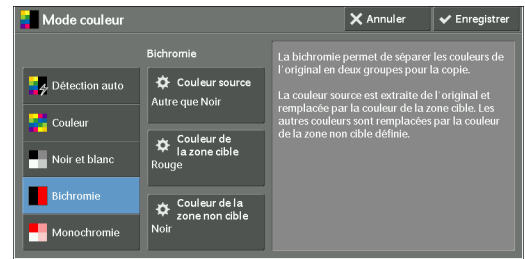 Mode couleur
Annuler
Enregistrer
Détection auto
Couleur
Noir et blanc
Bichromie
Monochromie
Bichromie
Couleur source
Autre que Noir
Couleur de
la zone cible
Rouge
Couleur de la
zone non cible
Noir
La bichromie permet de séparer les couleurs de
l'original en deux groupes pour la copie.
La couleur source est extraite de l'original et
remplacée par la couleur de la zone cible. Les
autres couleurs sont remplacées par la couleur
de la zone non cible définie.